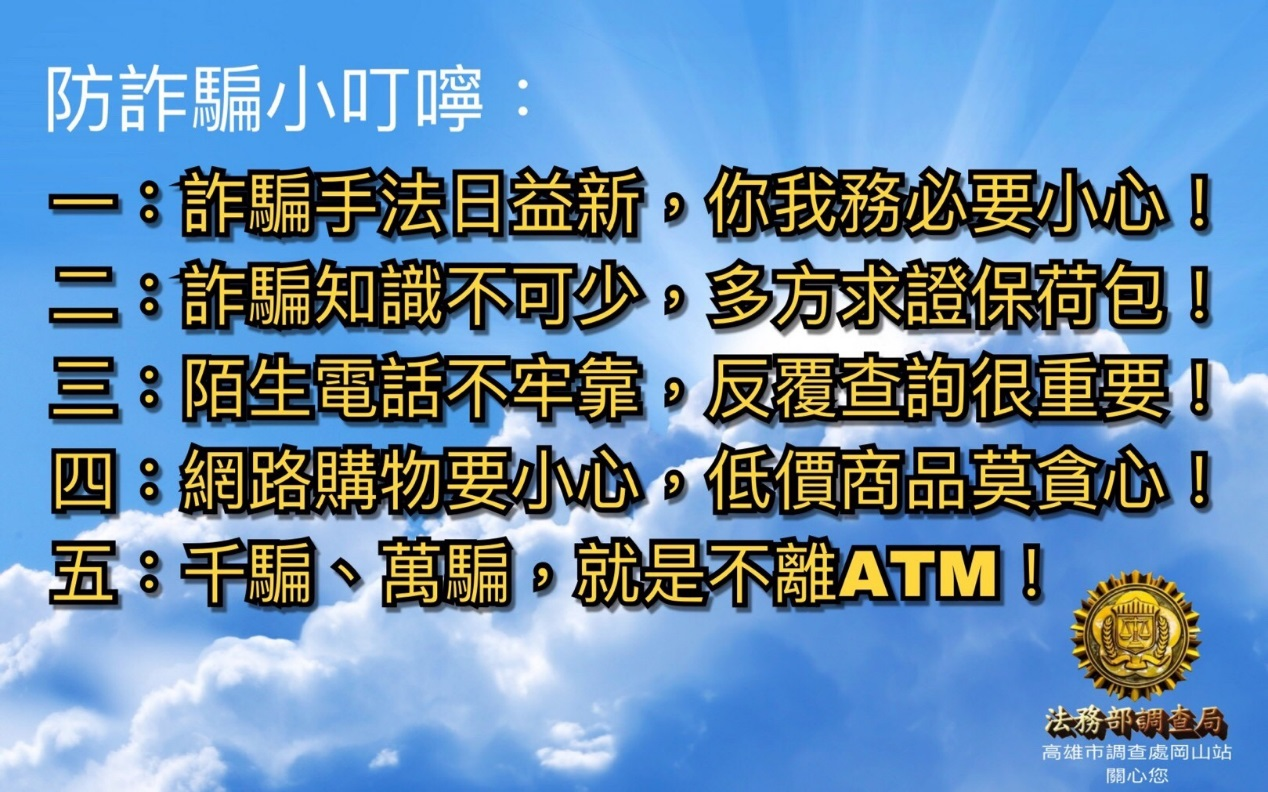 防詐騙小叮嚀：
一：詐騙手法日益新，你我務必要小心！
二：詐騙知識不可少，多方求證保荷包！
三：陌生電話不牢靠，反覆查詢很重要！
四：網路購物要小心，低價商品莫貪心！
五：千騙、萬騙，就是不離ATM！
法務部調查局
高雄市調查處岡山站
關心您